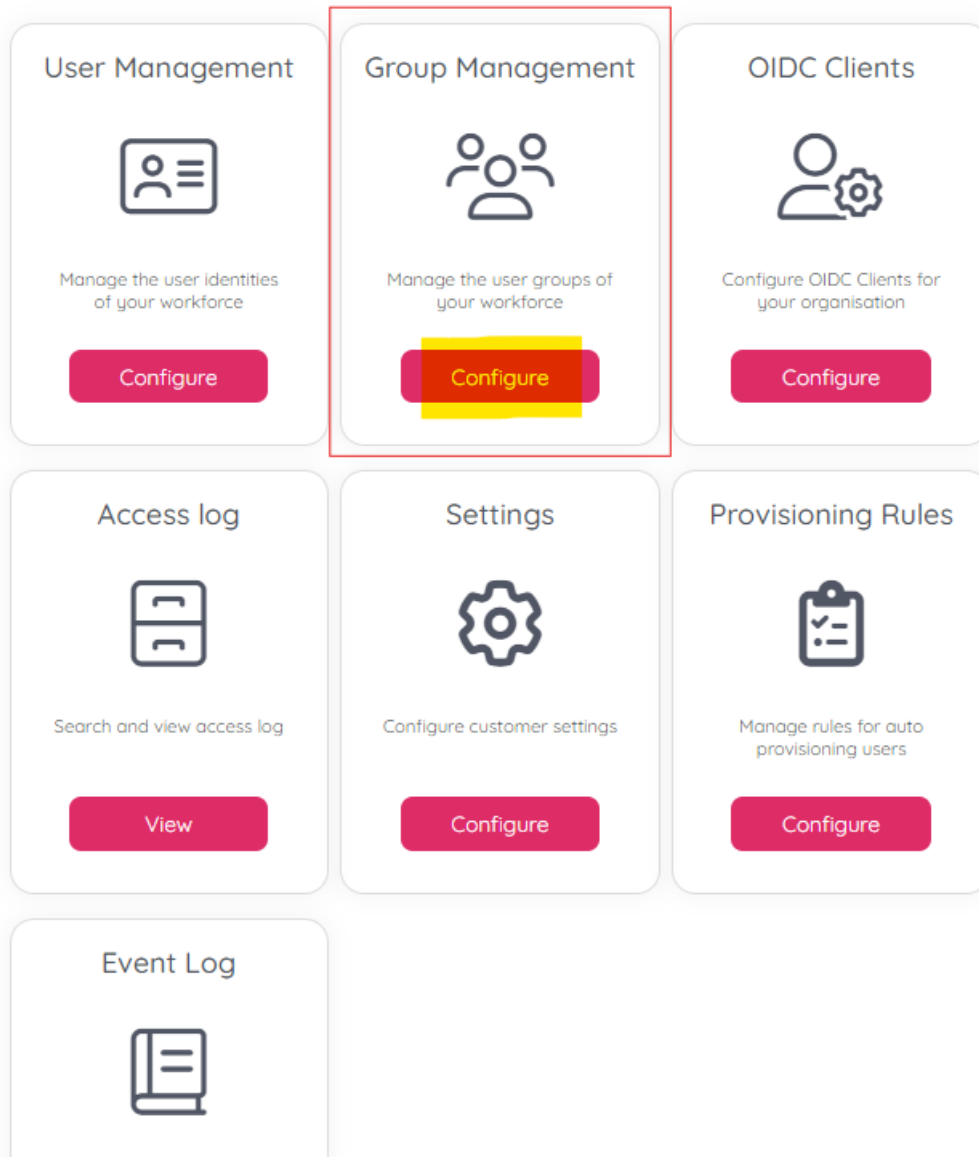 User Management
Group Management
OIDC Clients
Manage the user identities
of your workforce
Manage the user groups of
your workforce
Configure OIDC Clients for
your organisation
Configure
Configure
Configure
Access log
Settings
Provisioning Rules
Search and view access log
Configure customer settings
Manage rules for auto
provisioning users
View
Configure
Configure
Event Log